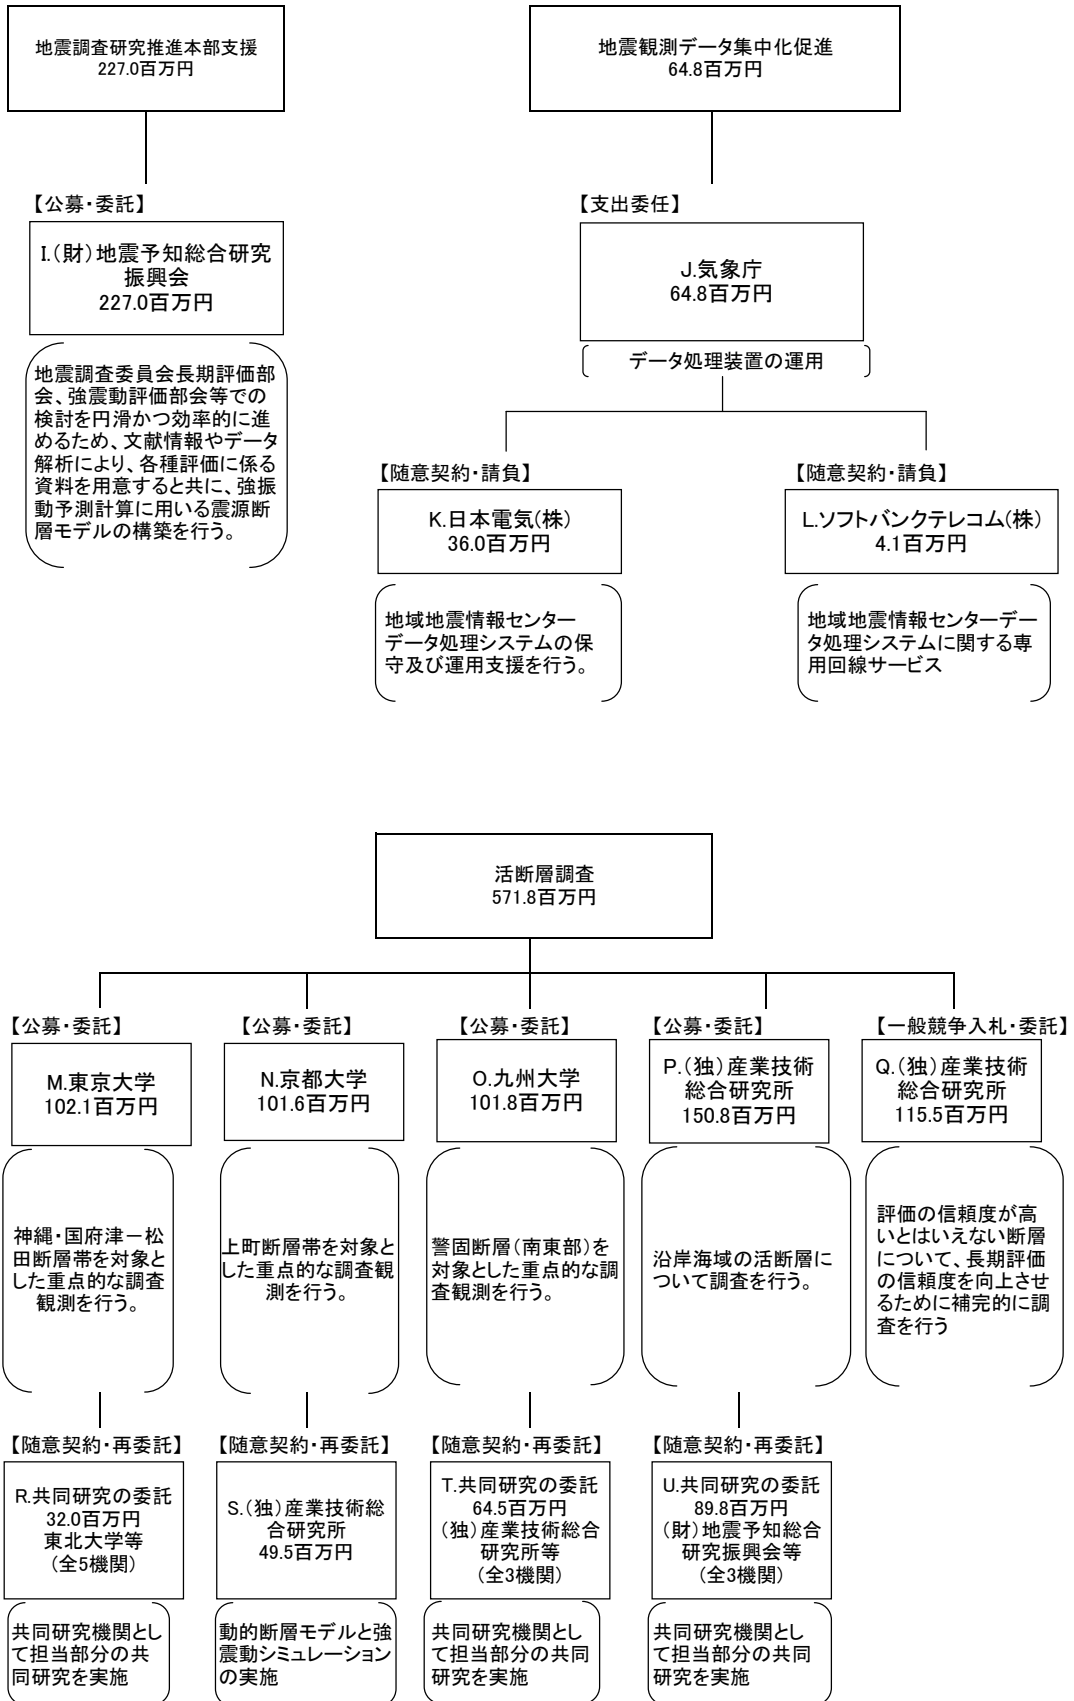 地震調査研究推進本部支援
227.0百万円
地震観測データ集中化促進
64.8百万円
【公募・委託】
I.(財)地震予知総合研究
振興会
227.0百万円
地震調査委員会長期評価部
会、強震動評価部会等での
検討を円滑かつ効率的に進
めるため、文献情報やデータ
解析により、各種評価に係る
資料を用意すると共に、強振
動予測計算に用いる震源断
層モデルの構築を行う。
【支出委任】
J.気象庁
64.8百万円
データ処理装置の運用
【随意契約・請負】
K.日本電気(株)
36.0百万円
地域地震情報センター
データ処理システムの保
守及び運用支援を行う。
【随意契約・請負】
L.ソフトバンクテレコム(株)
4.1百万円
地域地震情報センターデー
タ処理システムに関する専
用回線サービス
活断層調査
571.8百万円
【公募・委託】
M.東京大学
102.1百万円
神縄・国府津－松
田断層帯を対象と
した重点的な調査
観測を行う。
【公募・委託】
N.京都大学
101.6百万円
上町断層帯を対象と
した重点的な調査観
測を行う。
【公募・委託】
O.九州大学
101.8百万円
警固断層(南東部)を
対象とした重点的な調
査観測を行う。
【公募・委託】
P.(独)産業技術
総合研究所
150.8百万円
沿岸海域の活断層に
ついて調査を行う。
【一般競争入札・委託】
Q.(独)産業技術
総合研究所
115.5百万円
評価の信頼度が高
いとはいえない断層
について、長期評価
の信頼度を向上させ
るために補完的に調
査を行う
【随意契約・再委託】
R.共同研究の委託
32.0百万円
東北大学等
(全5機関)
共同研究機関とし
て担当部分の共
同研究を実施
【随意契約・再委託】
S.(独)産業技術総
合研究所
49.5百万円
動的断層モデルと強
震動シミュレーション
の実施
【随意契約・再委託】
T.共同研究の委託
64.5百万円
(独)産業技術総合
研究所等
(全3機関)
共同研究機関とし
て担当部分の共同
研究を実施
【随意契約・再委託】
U.共同研究の委託
89.8百万円
(財)地震予知総合
研究振興会等
(全3機関)
共同研究機関とし
て担当部分の共同
研究を実施